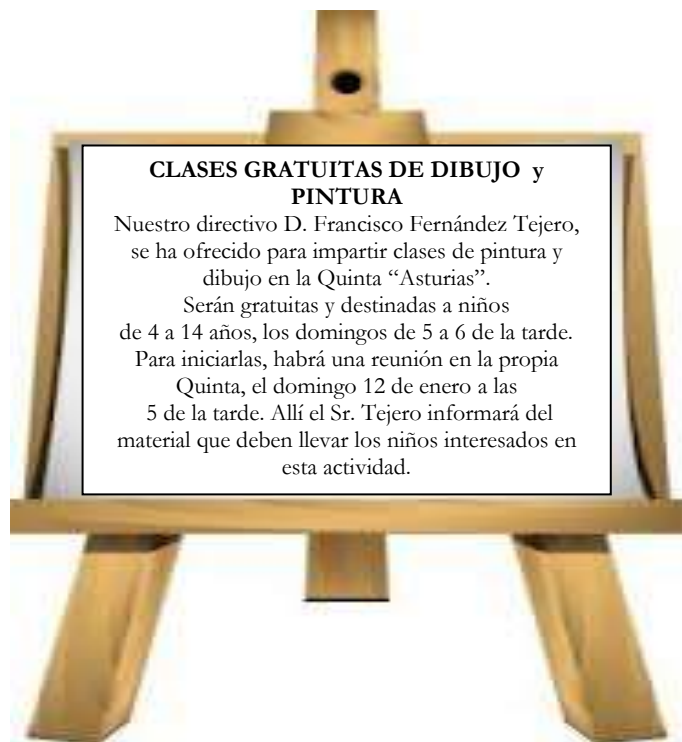 CLASES GRATUITAS DE DIBUJO y
PINTURA
Nuestro directivo D. Francisco Fernández Tejero,
se ha ofrecido para impartir clases de pintura y
dibujo en la Quinta “Asturias”.
Serán gratuitas y destinadas a niños
de 4 a 14 años, los domingos de 5 a 6 de la tarde.
Para iniciarlas, habrá una reunión en la propia
Quinta, el domingo 12 de enero a las
5 de la tarde. Allí el Sr. Tejero informará del
material que deben llevar los niños interesados en
esta actividad.